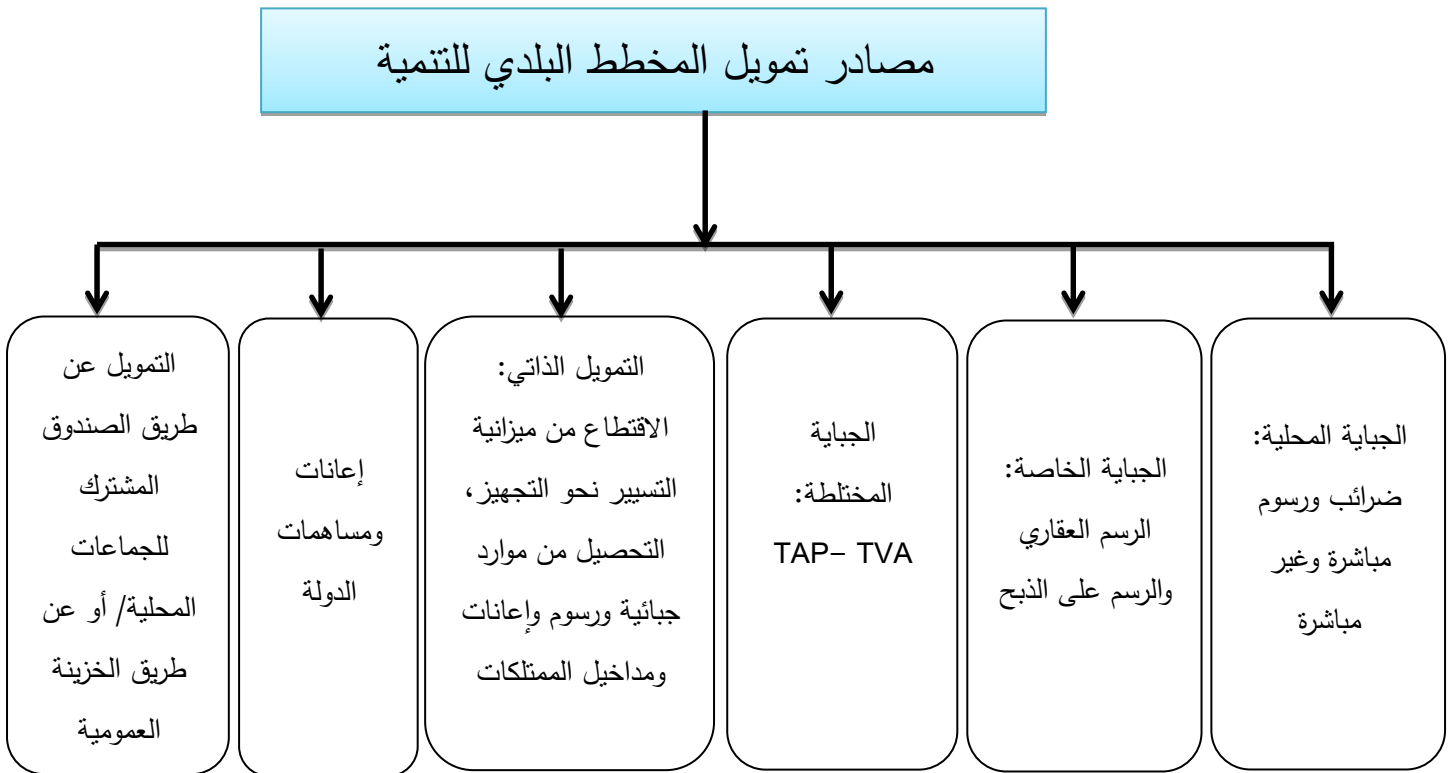 مصادر تمويل المخطط البلدي للتنمية
الجباية المحلية:
ضرائب ورسوم
مباشرة وغير
مباشرة
الجباية الخاصة:
الرسم العقاري
والرسم على الذبح
الجباية
المختلطة:
TAP– TVA
التمويل الذاتي:
الاقتطاع من ميزانية
التسيير نحو التجهيز،
التحصيل من موارد
جبائية ورسوم وإعانات
ومداخيل الممتلكات
إعانات
ومساهمات
الدولة
التمويل عن
طريق الصندوق
المشترك
للجماعات
المحلية/ أو عن
طريق الخزينة
العمومية